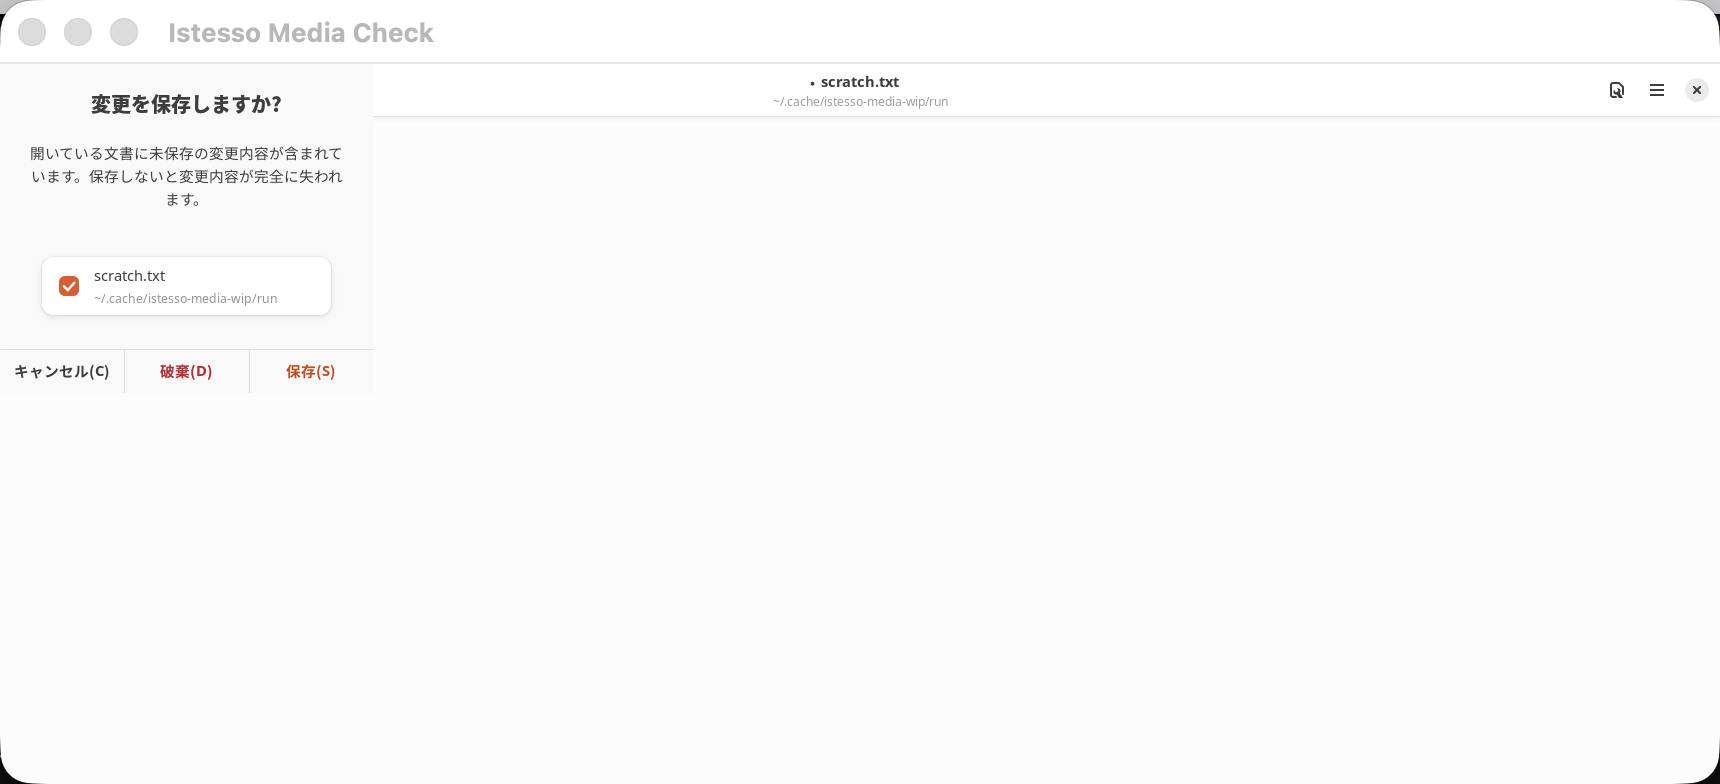 Istesso Media Check
変更を保存しますか?
開いている文書に未保存の変更内容が含まれて
います。保存しないと変更内容が完全に失われ
ます。
scratch.txt
~/.cache/istesso-media-wip/run
キャンセル(C)
破棄(D)
保存(S)
• scratch.txt
~/.cache/istesso-media-wip/run